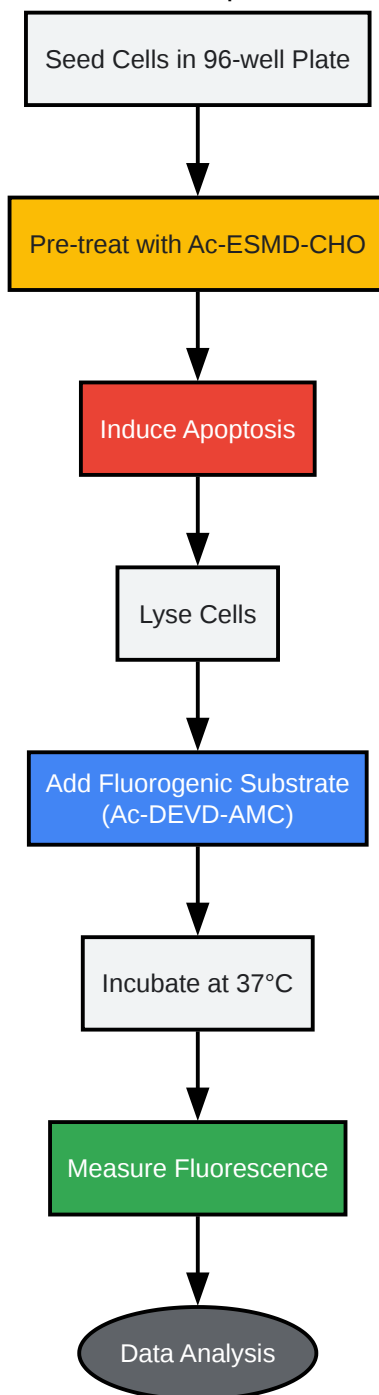 Seed Cells in 96-well Plate
Pre-treat with Ac-ESMD-CHO
Induce Apoptosis
Lyse Cells
Add Fluorogenic Substrate
(Ac-DEVD-AMC)
Incubate at 37°C
Measure Fluorescence
Data Analysis